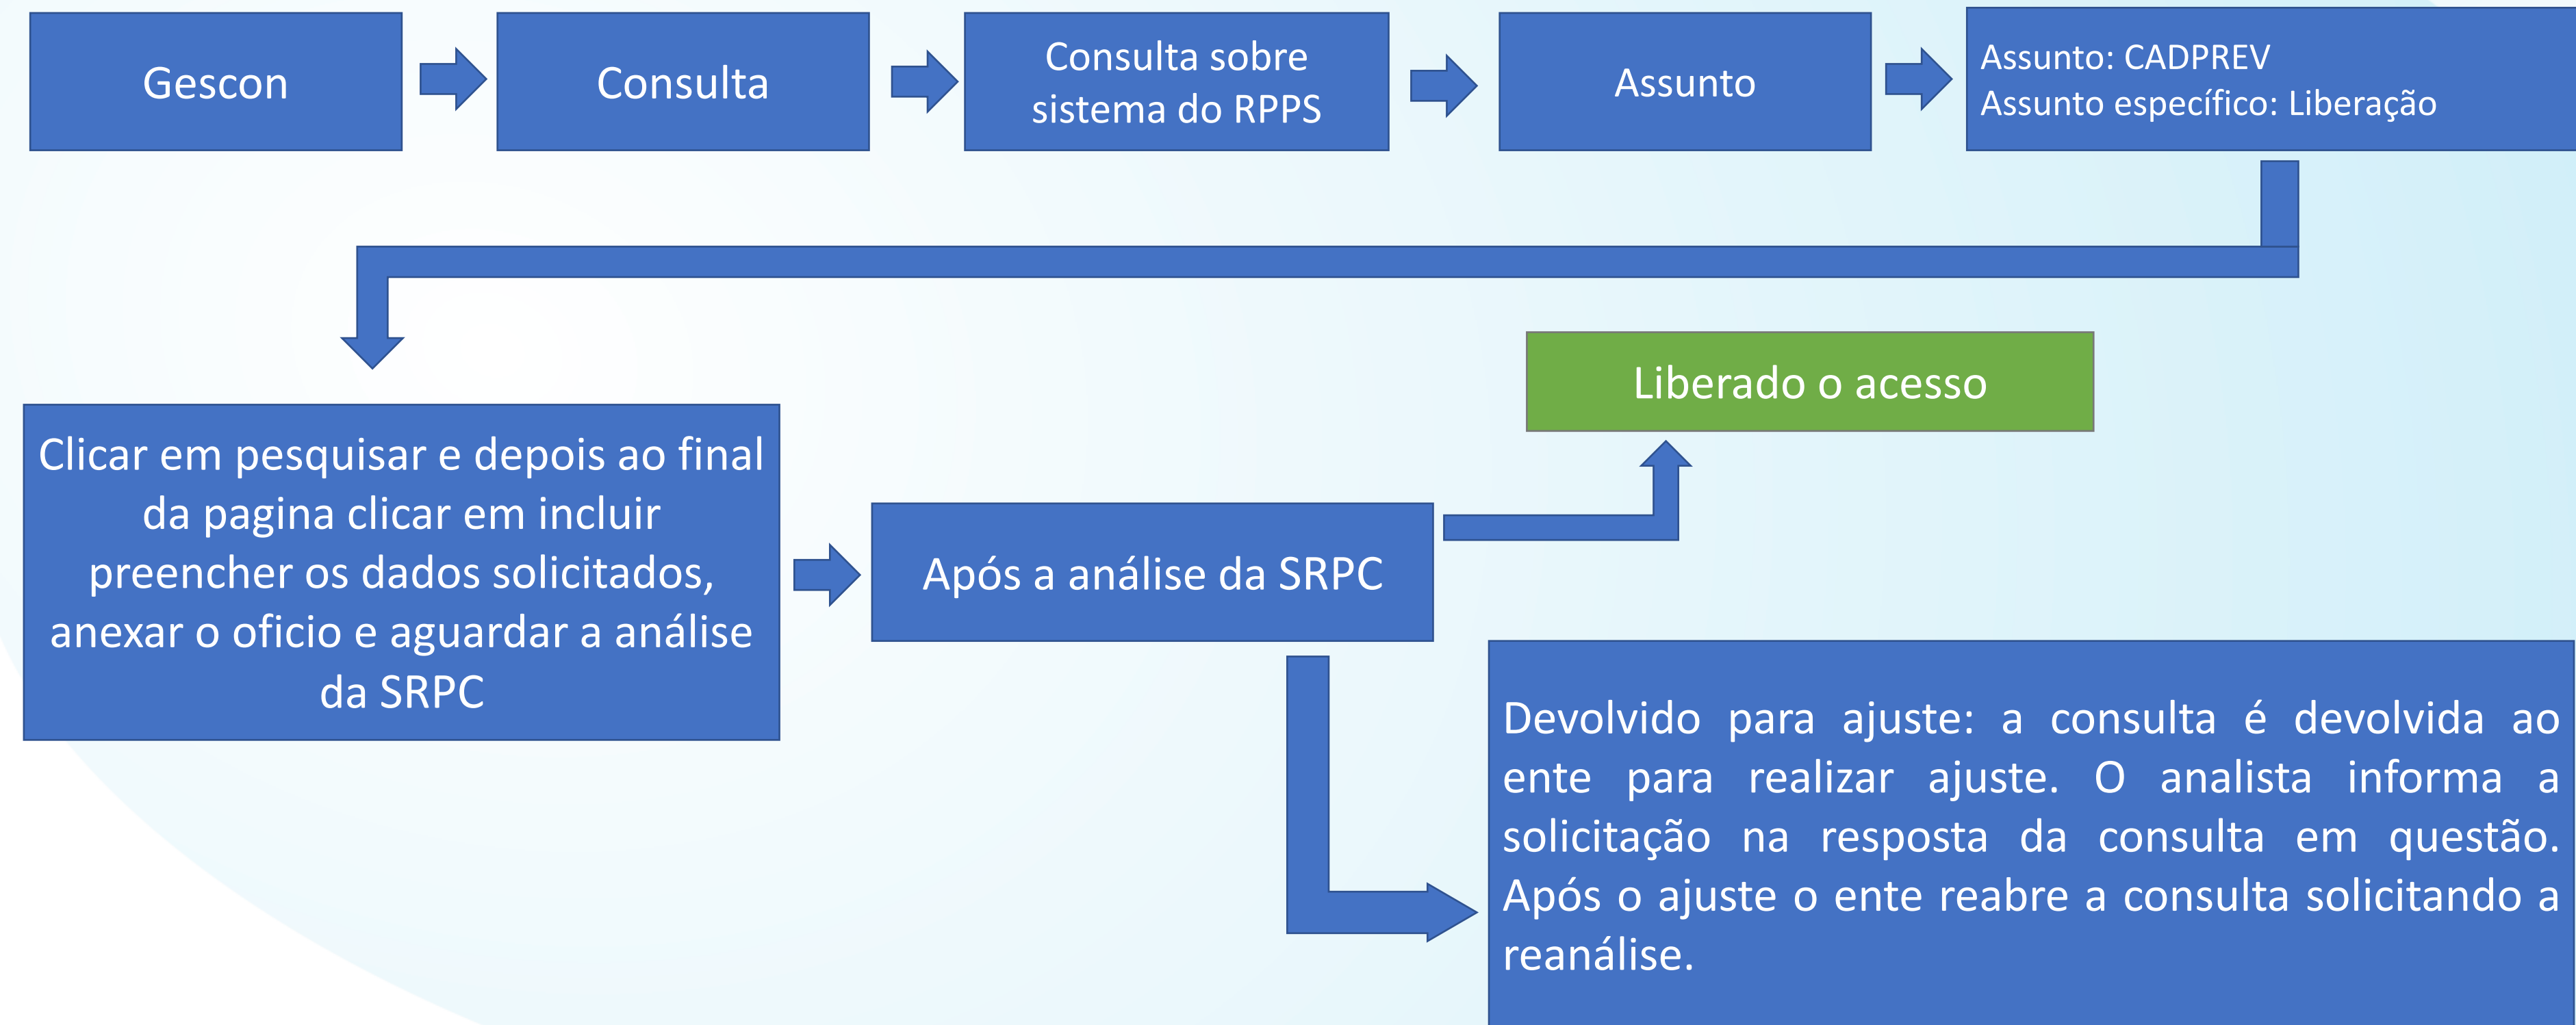 Gescon
Consulta
Consulta sobre
sistema do RPPS
Assunto
Assunto: CADPREV
Assunto específico: Liberação
Clicar em pesquisar e depois ao final
da pagina clicar em incluir
preencher os dados solicitados,
anexar o oficio e aguardar a análise
da SRPC
Após a análise da SRPC
Liberado o acesso
Devolvido para ajuste: a consulta é devolvida ao
ente para realizar ajuste. O analista informa a
solicitação na resposta da consulta em questão.
Após o ajuste o ente reabre a consulta solicitando a
reanálise.